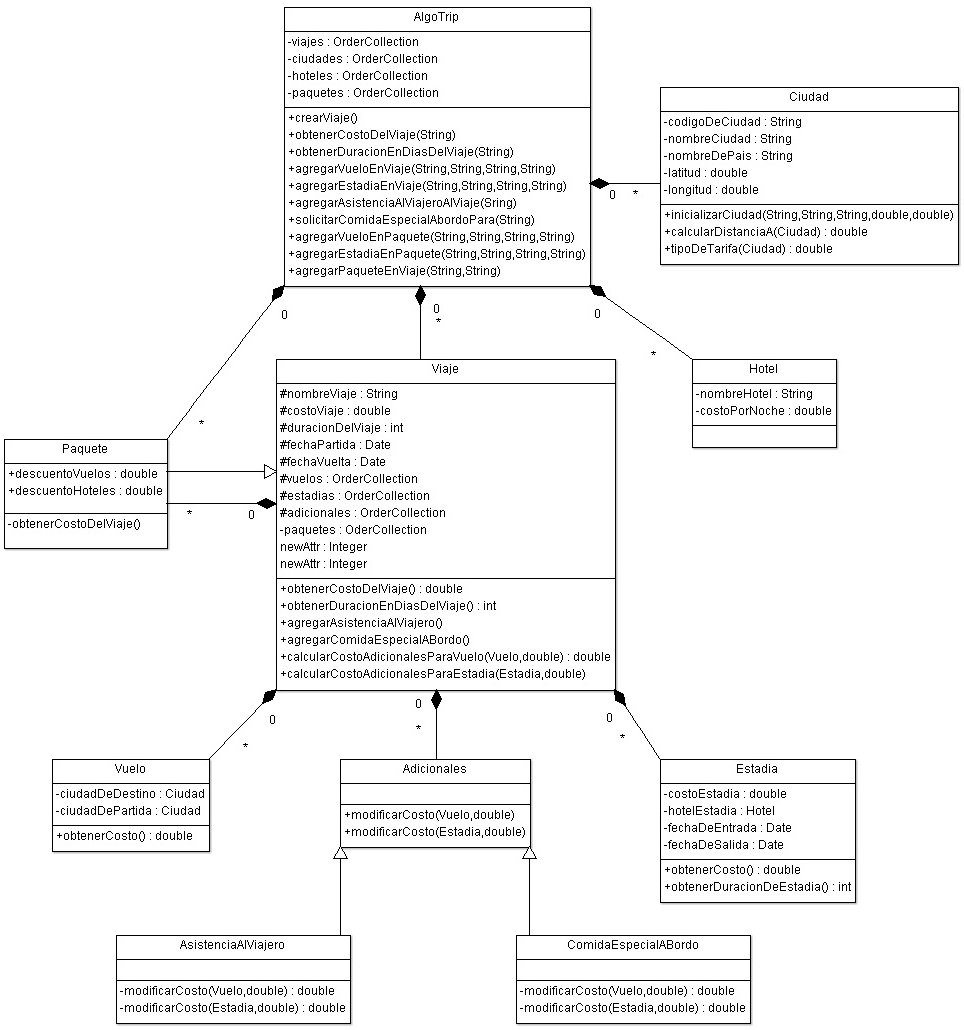 AlgoTrip
-viajes : OrderCollection
-ciudades : OrderCollection
-hoteles : OrderCollection
-paquetes : OrderCollection
+crearViaje()
+obtenerCostoDelViaje(String)
+obtenerDuracionEnDiasDelViaje(String)
+agregarVueloEnViaje(String,String,String,String)
+agregarEstadiaEnViaje(String,String,String,String)
+agregarAsistenciaAlViajeroAlViaje(Sring)
+solicitarComidaEspecialAbordoPara(String)
+agregarVueloEnPaquete(String,String,String,String)
+agregarEstadiaEnPaquete(String,String,String,String)
+agregarPaqueteEnViaje(String,String)
Ciudad
-codigoDeCiudad : String
-nombreCiudad : String
-nombreDePais : String
-latitud : double
-longitud : double
+inicializarCiudad(String,String,String,double,double)
+calcularDistanciaA(Ciudad) : double
+tipoDeTarifa(Ciudad) : double
0 *
0
*
0
*
0
*
Hotel
-nombreHotel : String
-costoPorNoche : double
Paquete
+descuentoVuelos : double
+descuentoHoteles : double
-obtenerCostoDelViaje()
* 0
Viaje
#nombreViaje : String
#costoViaje : double
#duracionDelViaje : int
#fechaPartida : Date
#fechaVuelta : Date
#vuelos : OrderCollection
#estadias : OrderCollection
#adicionales : OrderCollection
-paquetes : OderCollection
newAttr : Integer
newAttr : Integer
+obtenerCostoDelViaje() : double
+obtenerDuracionEnDiasDelViaje() : int
+agregarAsistenciaAlViajero()
+agregarComidaEspecialABordo()
+calcularCostoAdicionalesParaVuelo(Vuelo,double) : double
+calcularCostoAdicionalesParaEstadia(Estadia,double)
0
*
0
*
0
*
Vuelo
-ciudadDeDestino : Ciudad
-ciudadDePartida : Ciudad
+obtenerCosto() : double
Adicionales
+modificarCosto(Vuelo,double)
+modificarCosto(Estadia,double)
Estadia
-costoEstadia : double
-hotelEstadia : Hotel
-fechaDeEntrada : Date
-fechaDeSalida : Date
+obtenerCosto() : double
+obtenerDuracionDeEstadia() : int
AsistenciaAlViajero
-modificarCosto(Vuelo,double) : double
-modificarCosto(Estadia,double) : double
ComidaEspecialABordo
-modificarCosto(Vuelo,double) : double
-modificarCosto(Estadia,double) : double